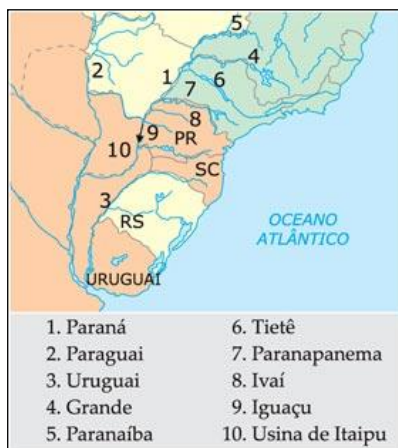 5
4
2
1
6
7
8
9
PR
10
SC
3
RS
OCEANO
ATLÂNTICO
URUGUAI
1. Paraná
2. Paraguai
3. Uruguai
4. Grande
5. Paranaíba
6. Tietê
7. Paranapanema
8. Ivaí
9. Iguaçu
10. Usina de Itaipu